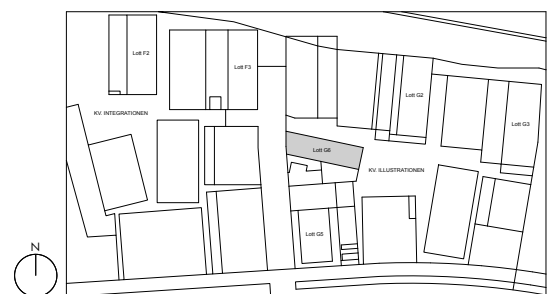 Lott F2
Lott F3
Lott G2
KV. INTEGRATIONEN
Lott G3
Lott G6
KV. ILLUSTRATIONEN
Lott G5
N